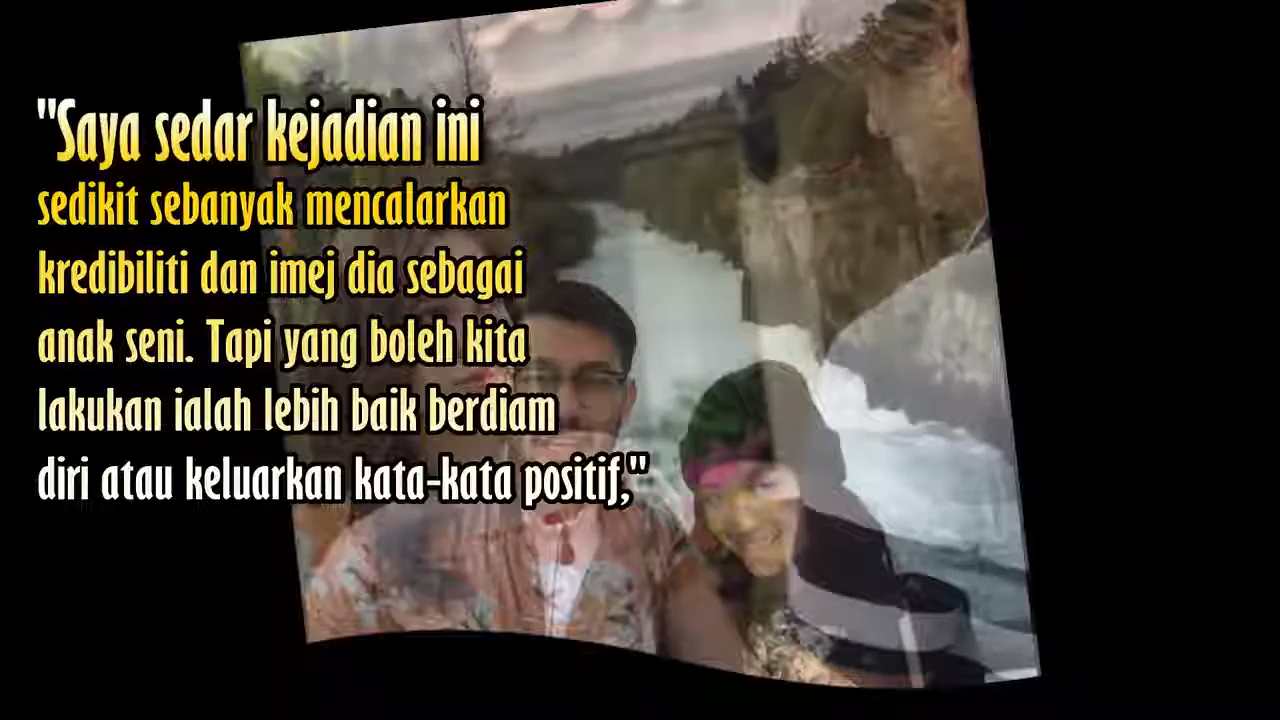 "Saya sedar kejadian ini
sedikit sebanyak mencalarkan
kredibiliti dan imej dia sebagai
anak seni. Tapi yang boleh kita
lakukan ialah lebih baik berdiam
diri atau keluarkan kata-kata positif,"